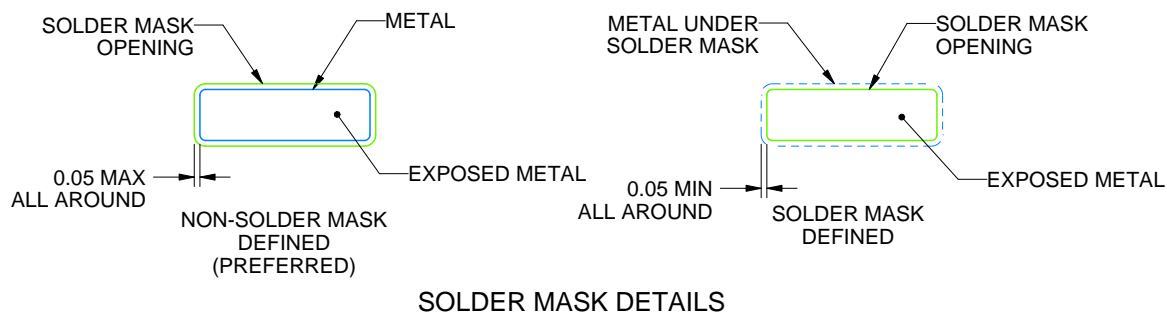 SOLDER MASK
OPENING
METAL
EXPOSED METAL
0.05 MAX
ALL AROUND
NON-SOLDER MASK
DEFINED
(PREFERRED)
METAL UNDER
SOLDER MASK
SOLDER MASK
OPENING
EXPOSED METAL
0.05 MIN
ALL AROUND
SOLDER MASK
DEFINED
SOLDER MASK DETAILS